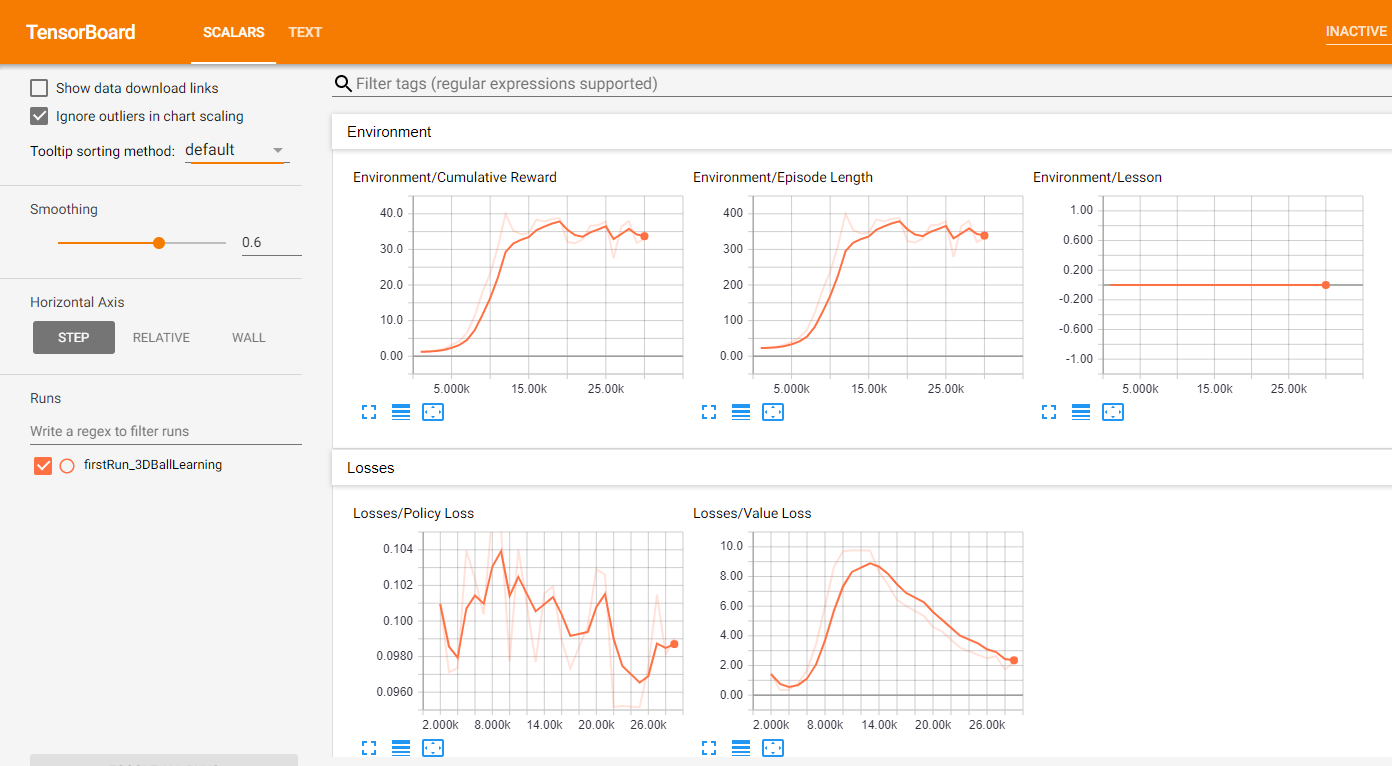 TensorBoard SCALARS TEXT INACTIVE
Show data download links
Ignore outliers in chart scaling
Tooltip sorting method: default
Smoothing
0.6
Horizontal Axis
STEP RELATIVE WALL
Runs
Write a regex to filter runs
firstRun_3DBallLearning
Filter tags (regular expressions supported)
Environment
Environment/Cumulative Reward
40.0
30.0
20.0
10.0
0.00
5.000k 15.00k 25.00k
Environment/Episode Length
400
300
200
100
0.00
5.000k 15.00k 25.00k
Environment/Lesson
1.00
0.600
0.200
-0.200
-0.600
-1.00
5.000k 15.00k 25.00k
Losses
Losses/Policy Loss
0.104
0.102
0.100
0.0980
0.0960
2.000k 8.000k 14.00k 20.00k 26.00k
Losses/Value Loss
10.0
8.00
6.00
4.00
2.00
0.00
2.000k 8.000k 14.00k 20.00k 26.00k